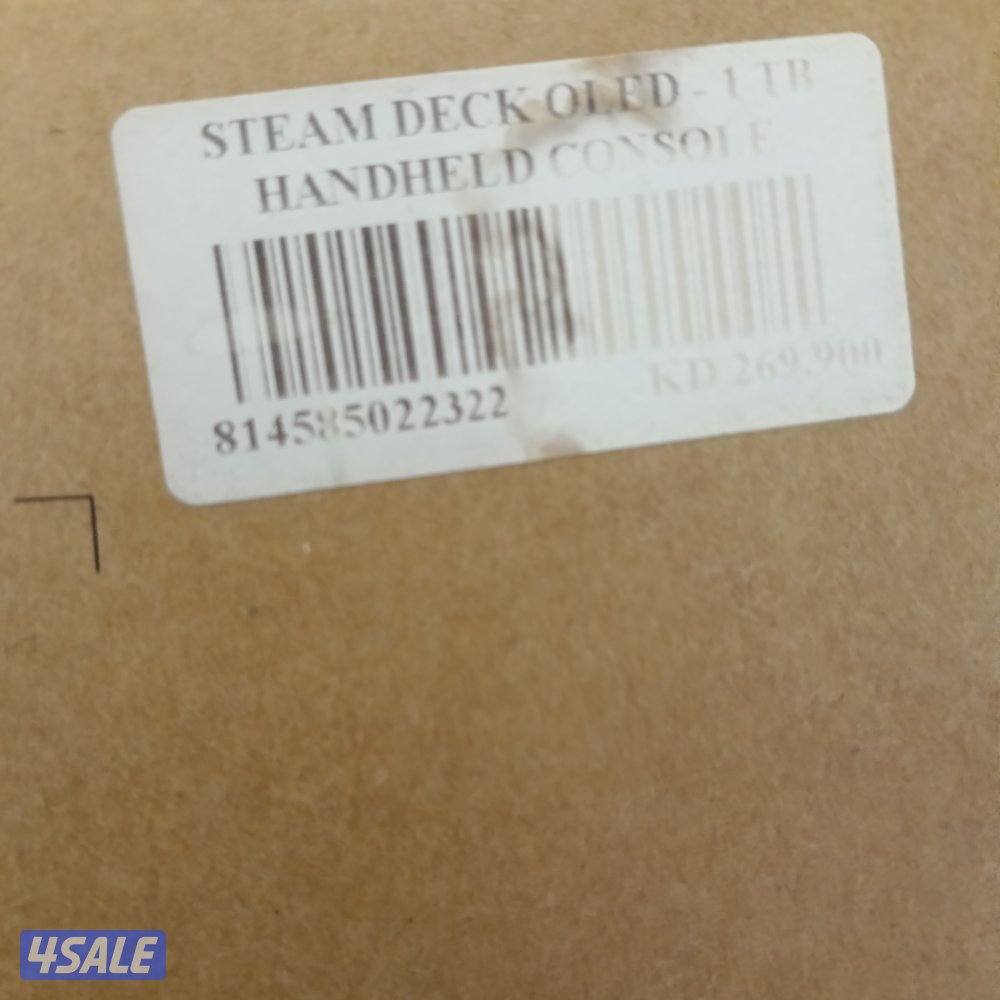 STEAM DECK OLED - 1 TB
HANDHELD CONSOLE
814585022322
KD 269.900
4SALE